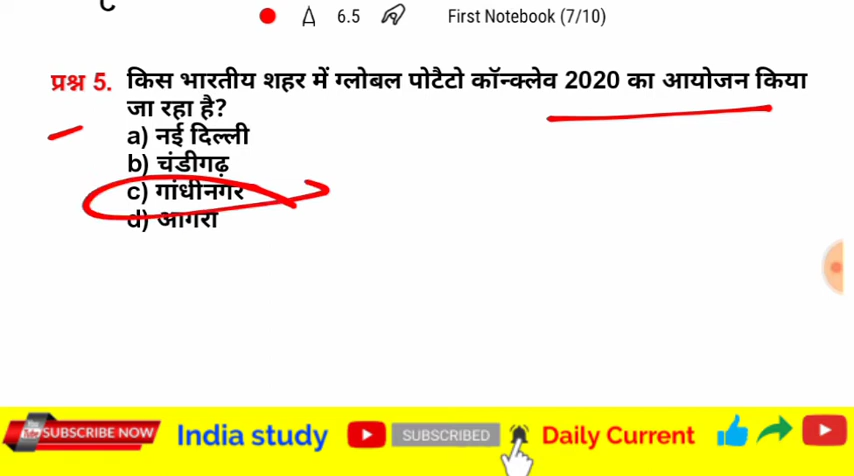 C
6.5 First Notebook (7/10)
प्रश्न 5. किस भारतीय शहर में ग्लोबल पोटैटो कॉन्क्लेव 2020 का आयोजन किया
जा रहा है?
a) नई दिल्ली
b) चंडीगढ़
c) गांधीनगर
d) आगरा
SUBSCRIBE NOW India study SUBSCRIBED Daily Current